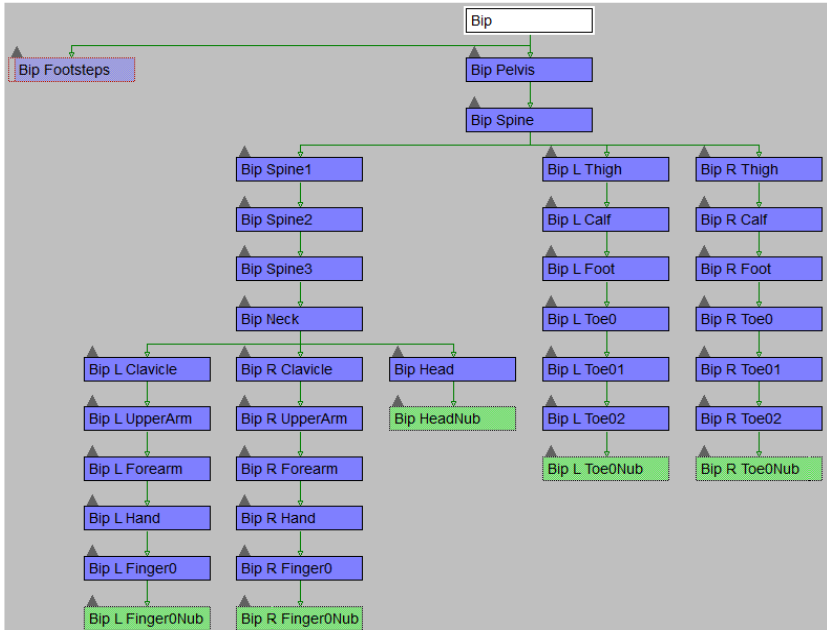 Bip
Bip Footsteps
Bip Pelvis
Bip Spine
Bip Spine1
Bip L Thigh
Bip R Thigh
Bip Spine2
Bip L Calf
Bip R Calf
Bip Spine3
Bip L Foot
Bip R Foot
Bip Neck
Bip L Toe0
Bip R Toe0
Bip L Clavicle
Bip R Clavicle
Bip Head
Bip L Toe01
Bip R Toe01
Bip L UpperArm
Bip R UpperArm
Bip HeadNub
Bip L Toe02
Bip R Toe02
Bip L Forearm
Bip R Forearm
Bip L Toe0Nub
Bip R Toe0Nub
Bip L Hand
Bip R Hand
Bip L Finger0
Bip R Finger0
Bip L Finger0Nub
Bip R Finger0Nub